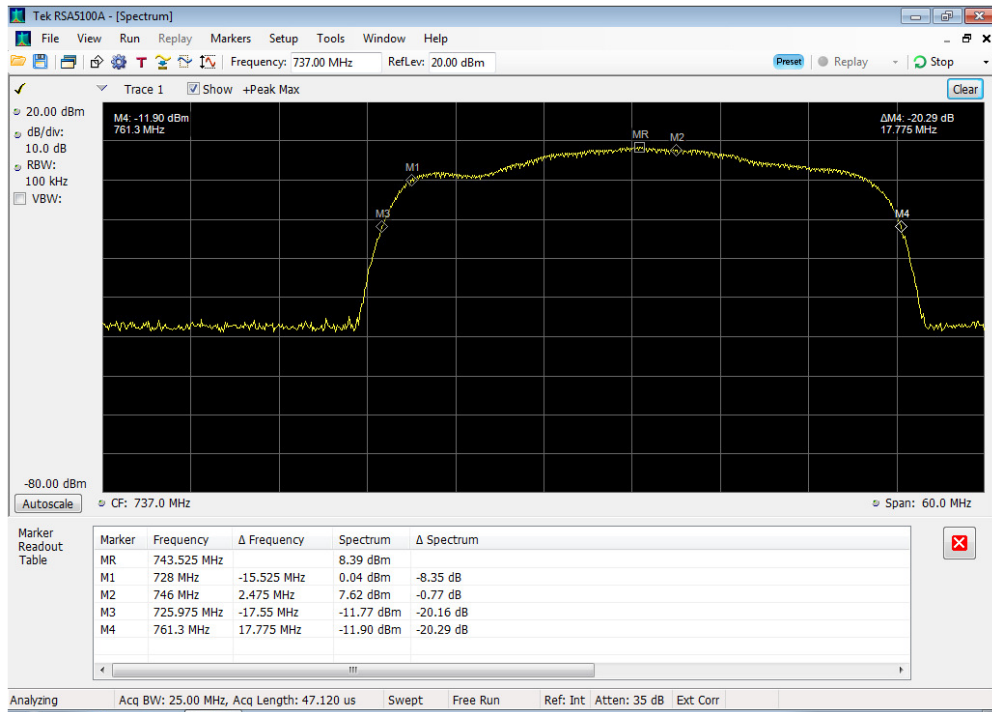 Tek RSA5100A - [Spectrum]
File View Run Replay Markers Setup Tools Window Help
Frequency: 737.00 MHz RefLev: 20.00 dBm Preset Replay Stop
Trace 1 Show +Peak Max Clear
20.00 dBm
dB/div:
10.0 dB
RBW:
100 kHz
VBW:
M4: -11.90 dBm
761.3 MHz
ΔM4: -20.29 dB
17.775 MHz
MR
M2
M1
M3
M4
-80.00 dBm
Autoscale CF: 737.0 MHz Span: 60.0 MHz
Marker
Readout
Table
Marker Frequency Δ Frequency Spectrum Δ Spectrum
MR 743.525 MHz 8.39 dBm
M1 728 MHz -15.525 MHz 0.04 dBm -8.35 dB
M2 746 MHz 2.475 MHz 7.62 dBm -0.77 dB
M3 725.975 MHz -17.55 MHz -11.77 dBm -20.16 dB
M4 761.3 MHz 17.775 MHz -11.90 dBm -20.29 dB
Analyzing Acq BW: 25.00 MHz, Acq Length: 47.120 us Swept Free Run Ref: Int Atten: 35 dB Ext Corr